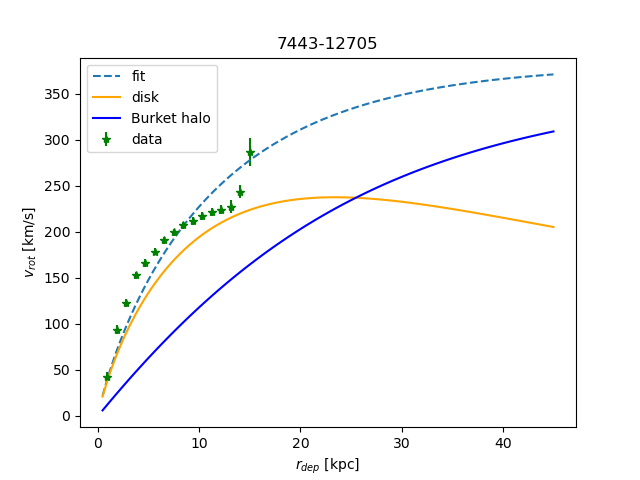 7443-12705
fit
disk
Burket halo
data
350
300
250
200
150
100
50
0
v_rot [km/s]
0 10 20 30 40
r_dep [kpc]